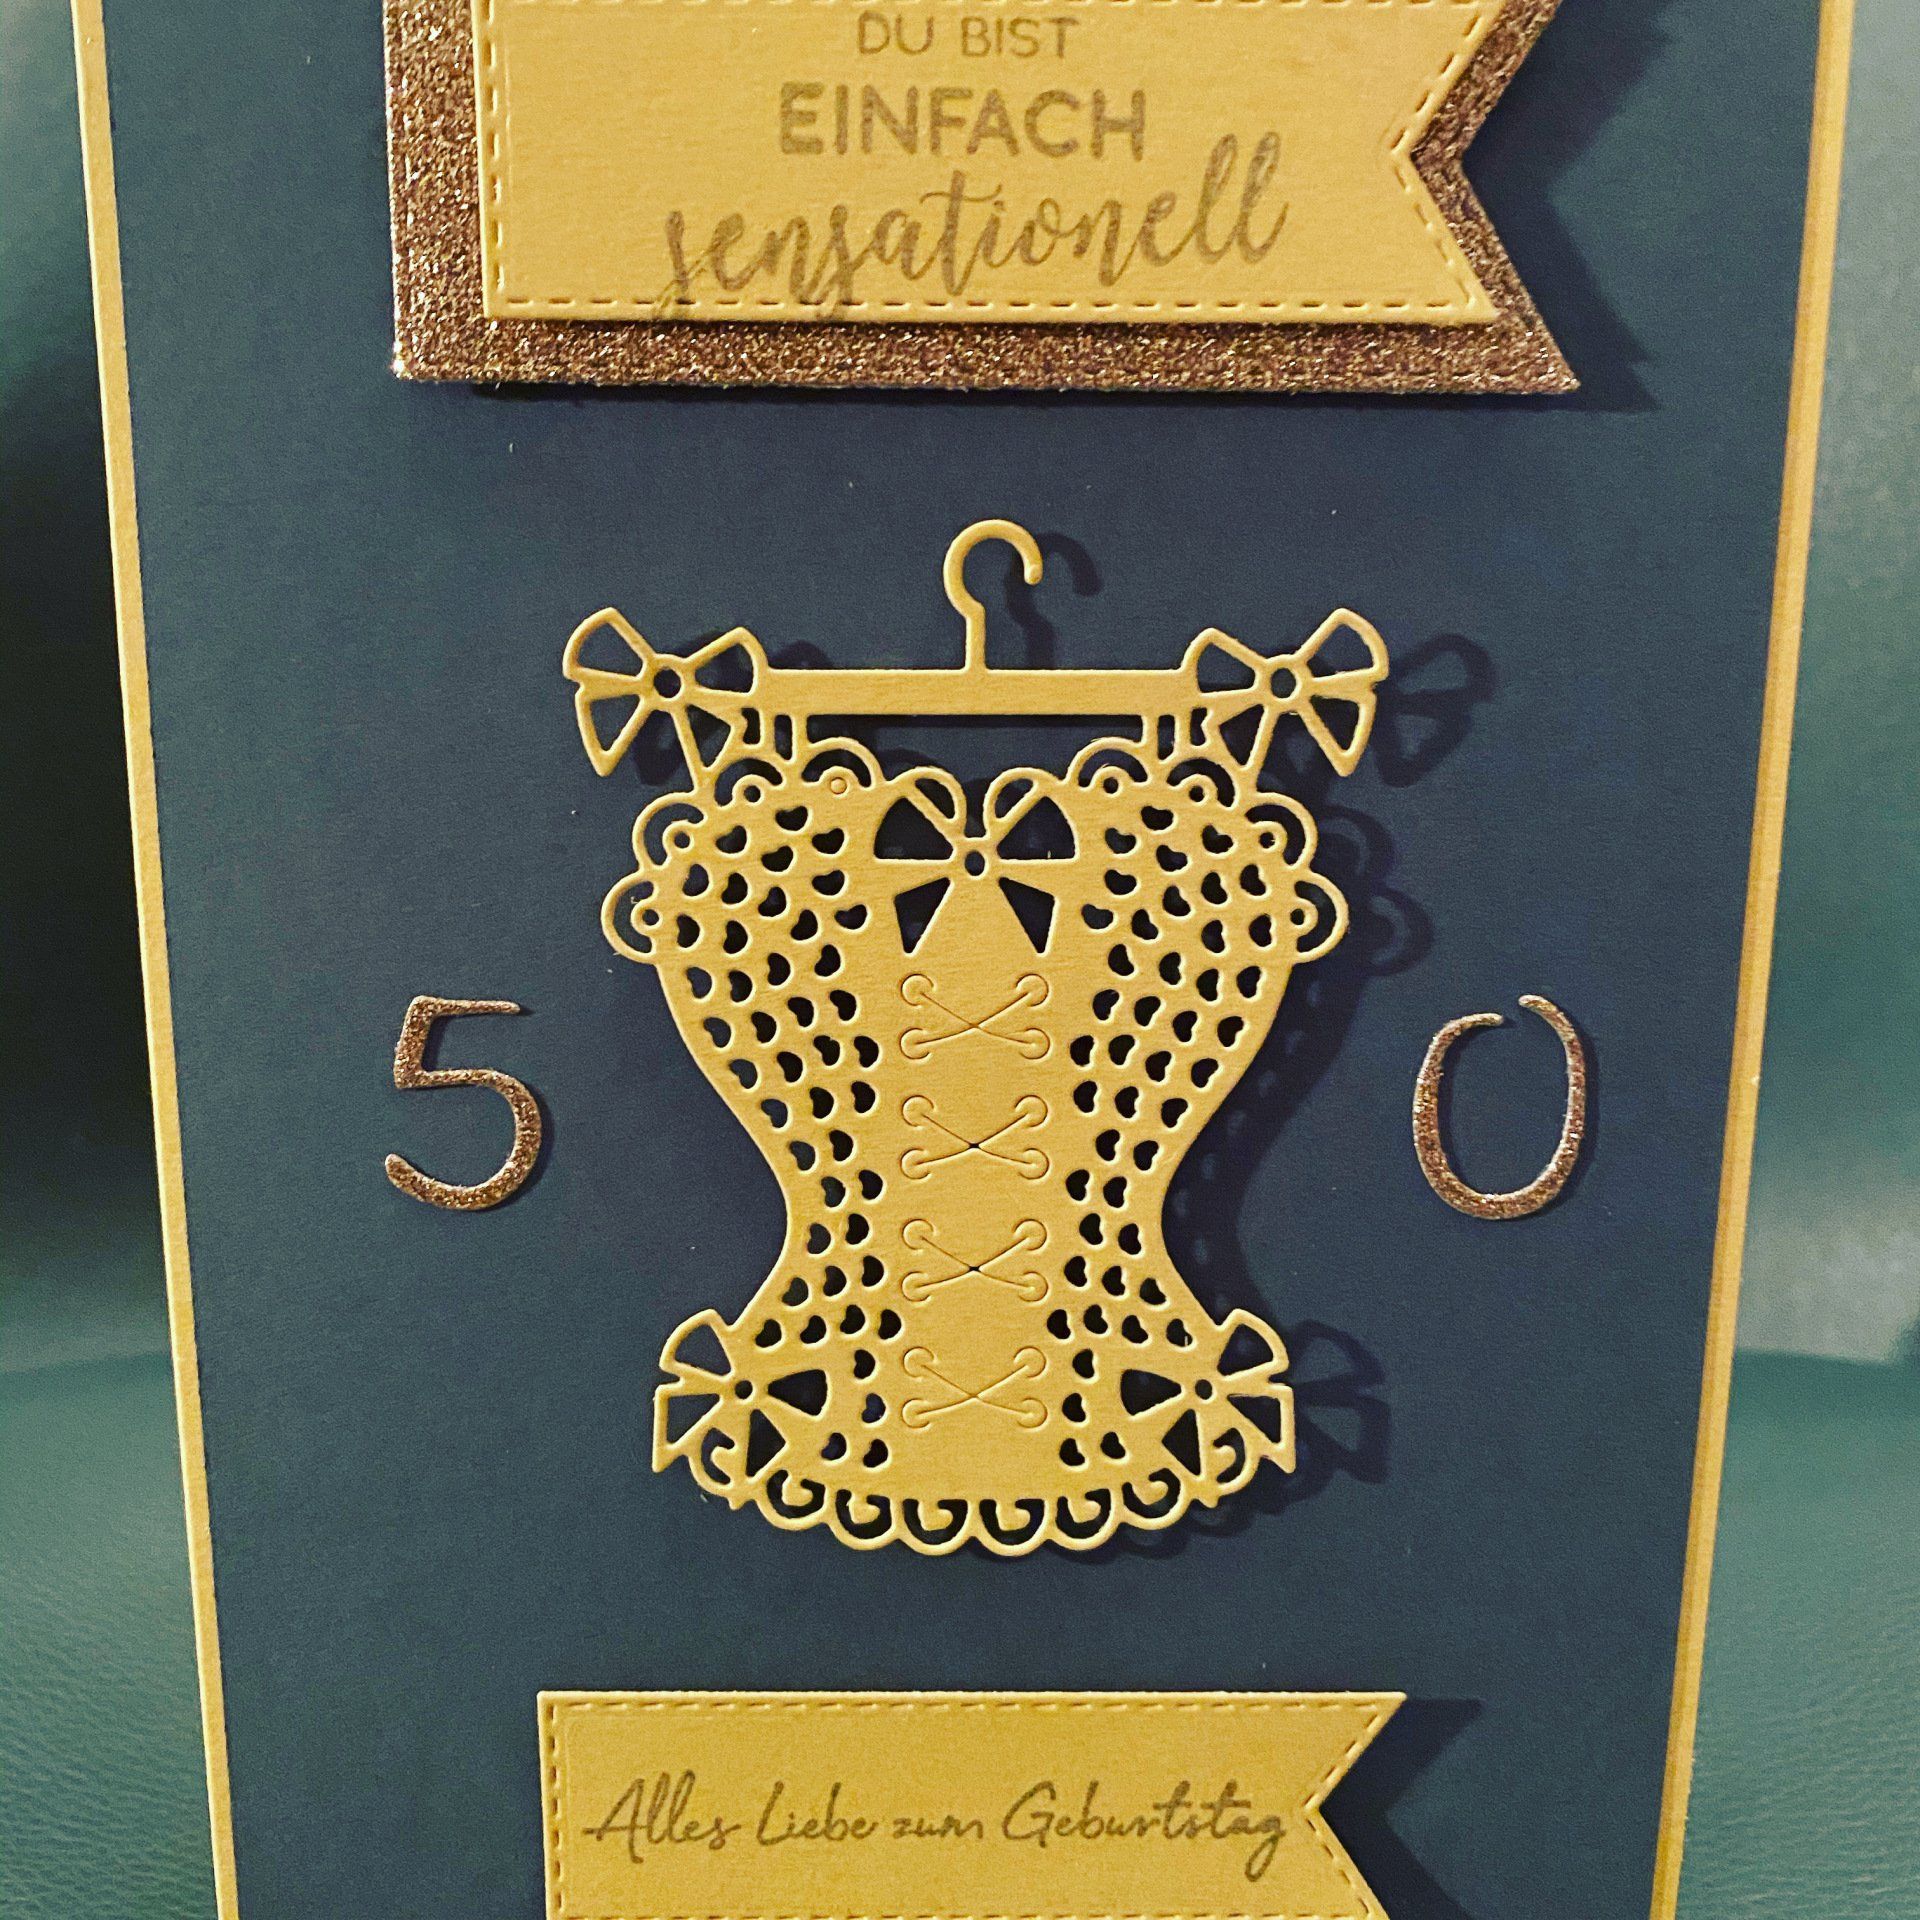 DU BIST
EINFACH
sensationell
5 0
Alles Liebe zum Geburtstag